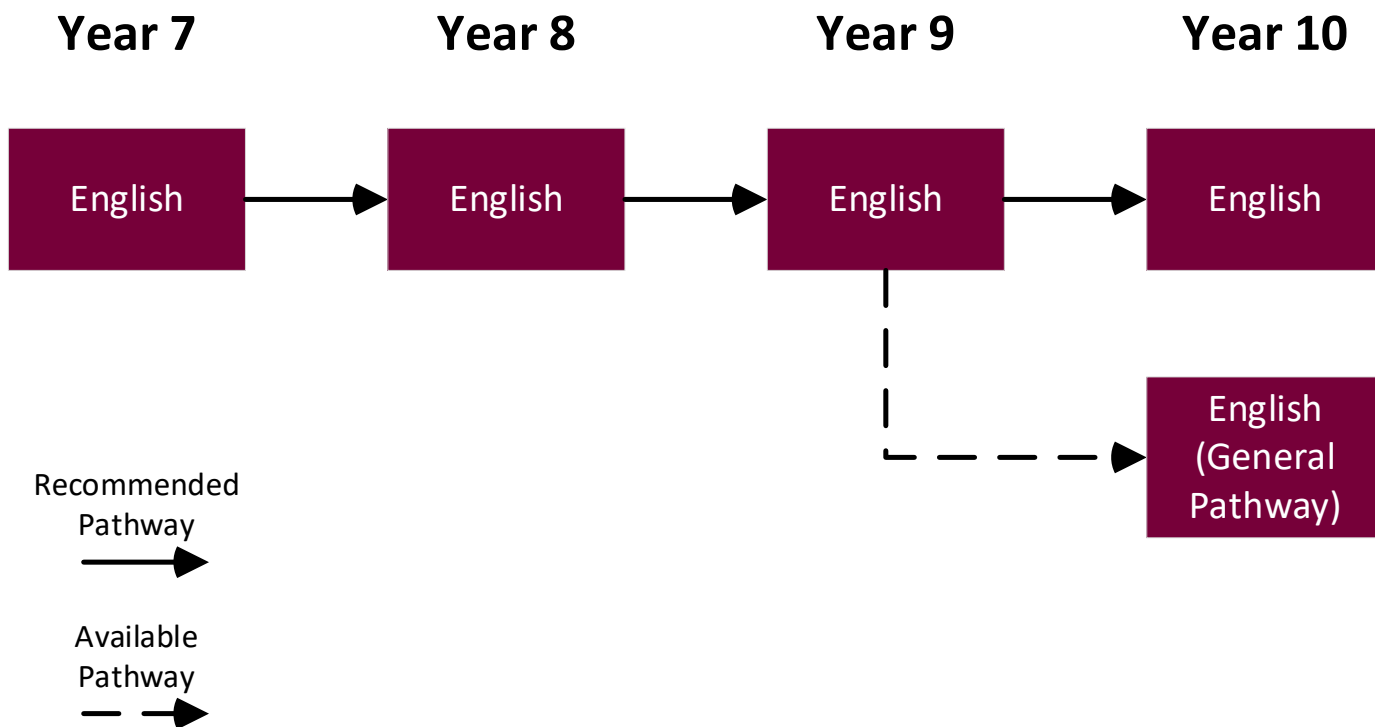 Year 7 Year 8 Year 9 Year 10
English English English English
English
(General
Pathway)
Recommended
Pathway
Available
Pathway